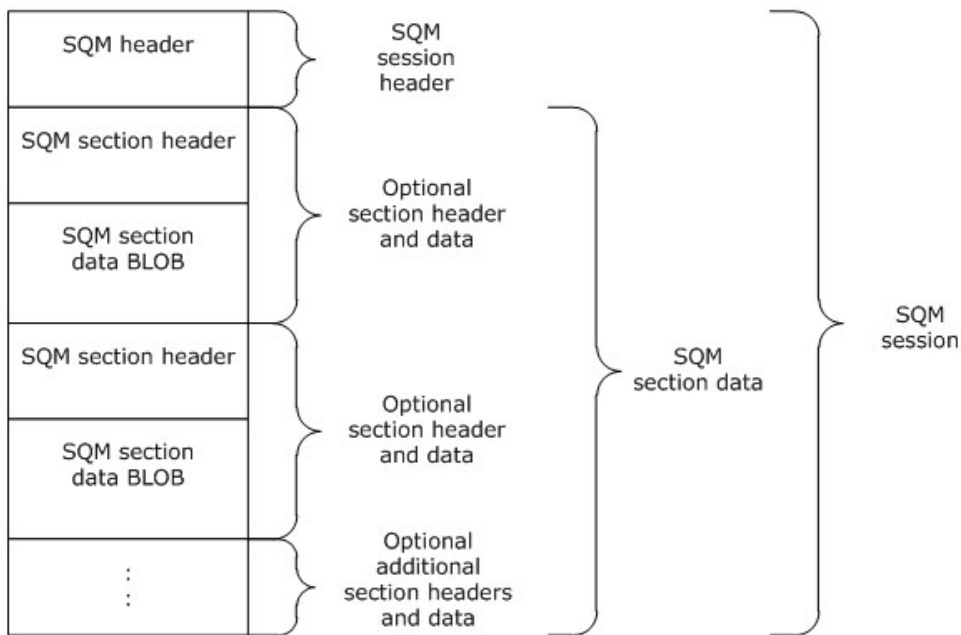 SQM header
SQM
session
header
SQM section header
SQM section
data BLOB
Optional
section header
and data
SQM section header
SQM section
data BLOB
Optional
section header
and data
Optional
additional
section headers
and data
SQM
section data
SQM
session